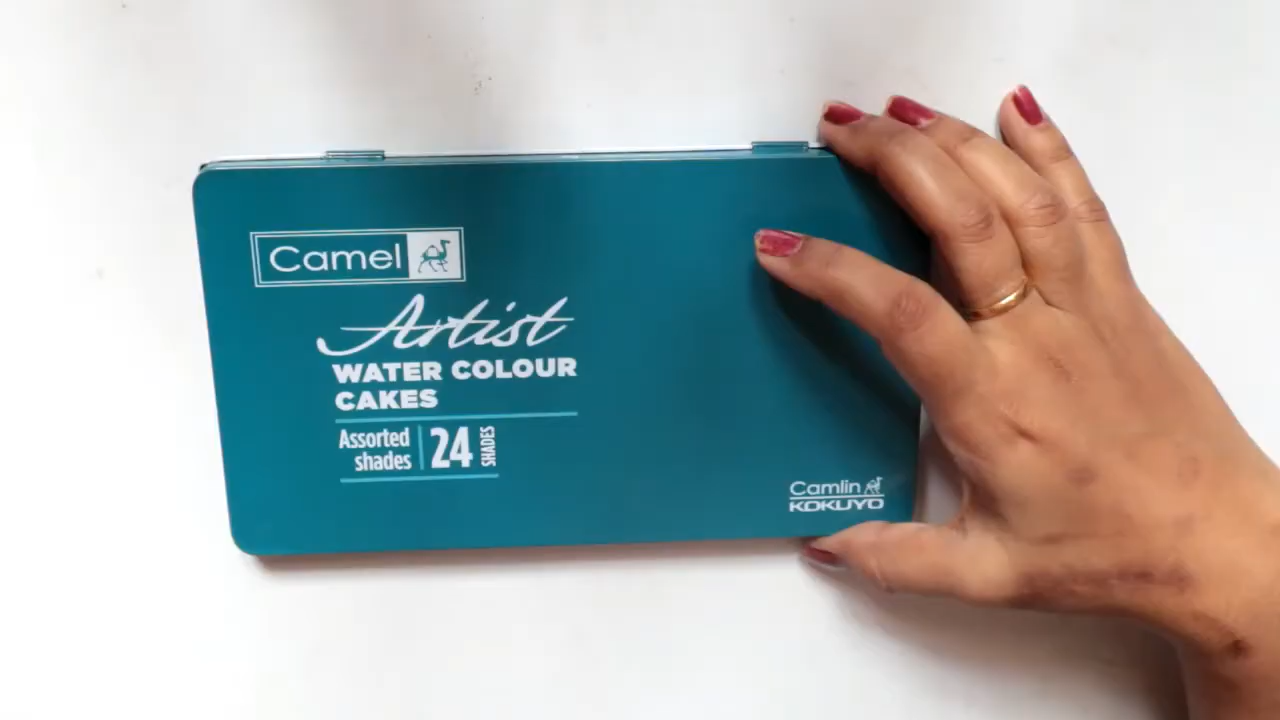 Camel
Artist
WATER COLOUR
CAKES
Assorted
shades
24 SHADES
Camlin
KOKUYO